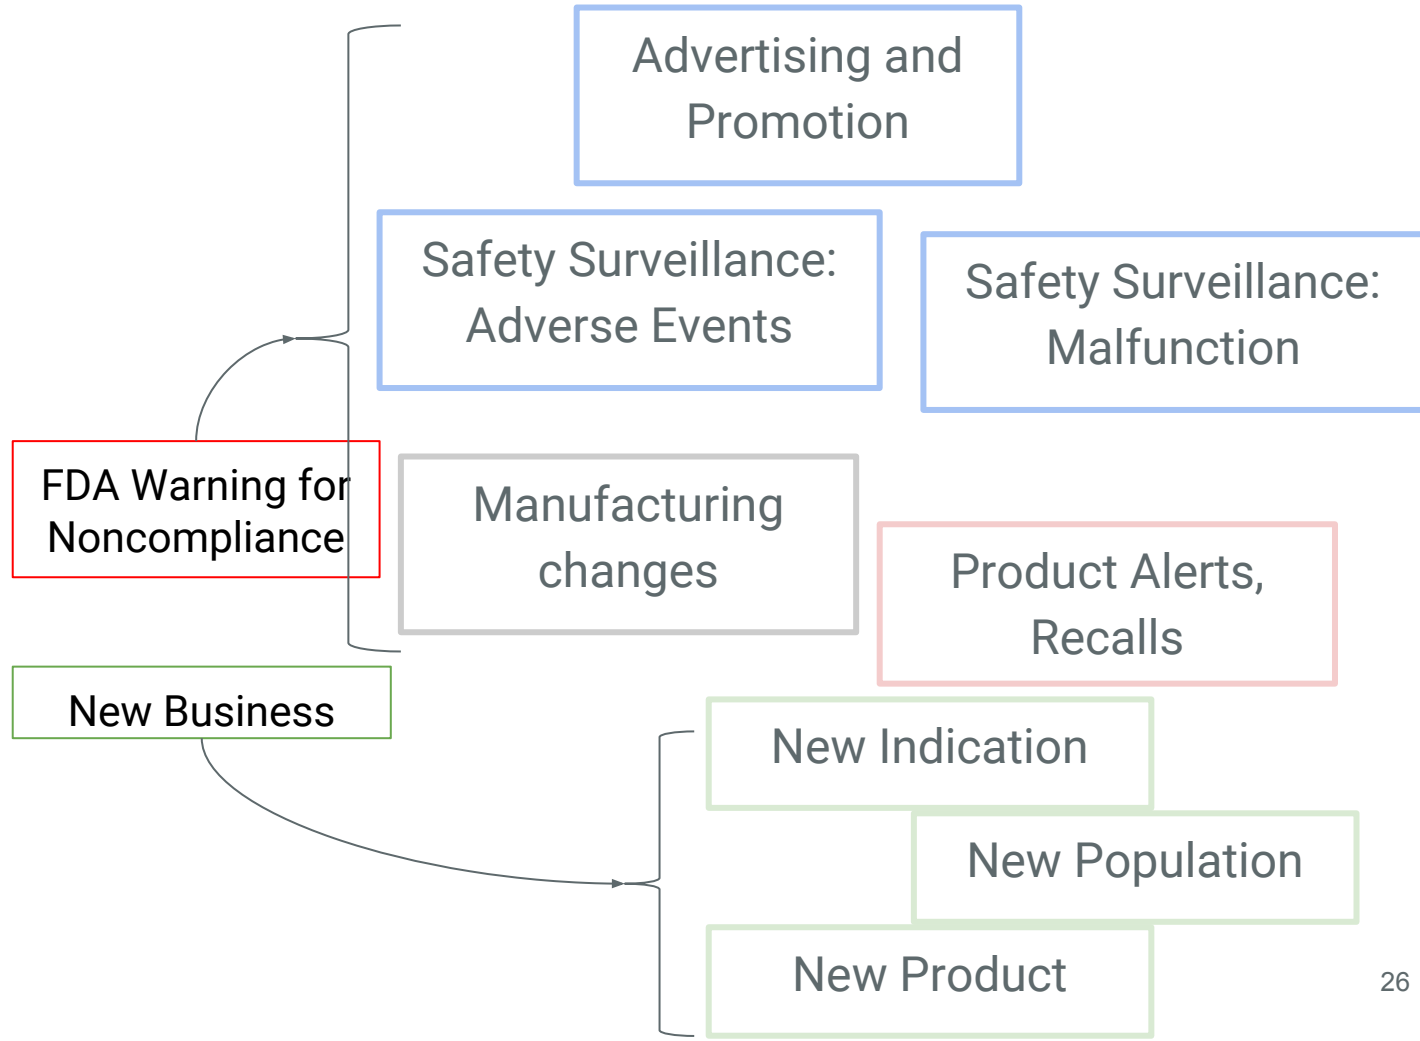 Advertising and
Promotion
Safety Surveillance:
Adverse Events
Safety Surveillance:
Malfunction
FDA Warning for
Noncompliance
Manufacturing
changes
Product Alerts,
Recalls
New Business
New Indication
New Population
New Product
26